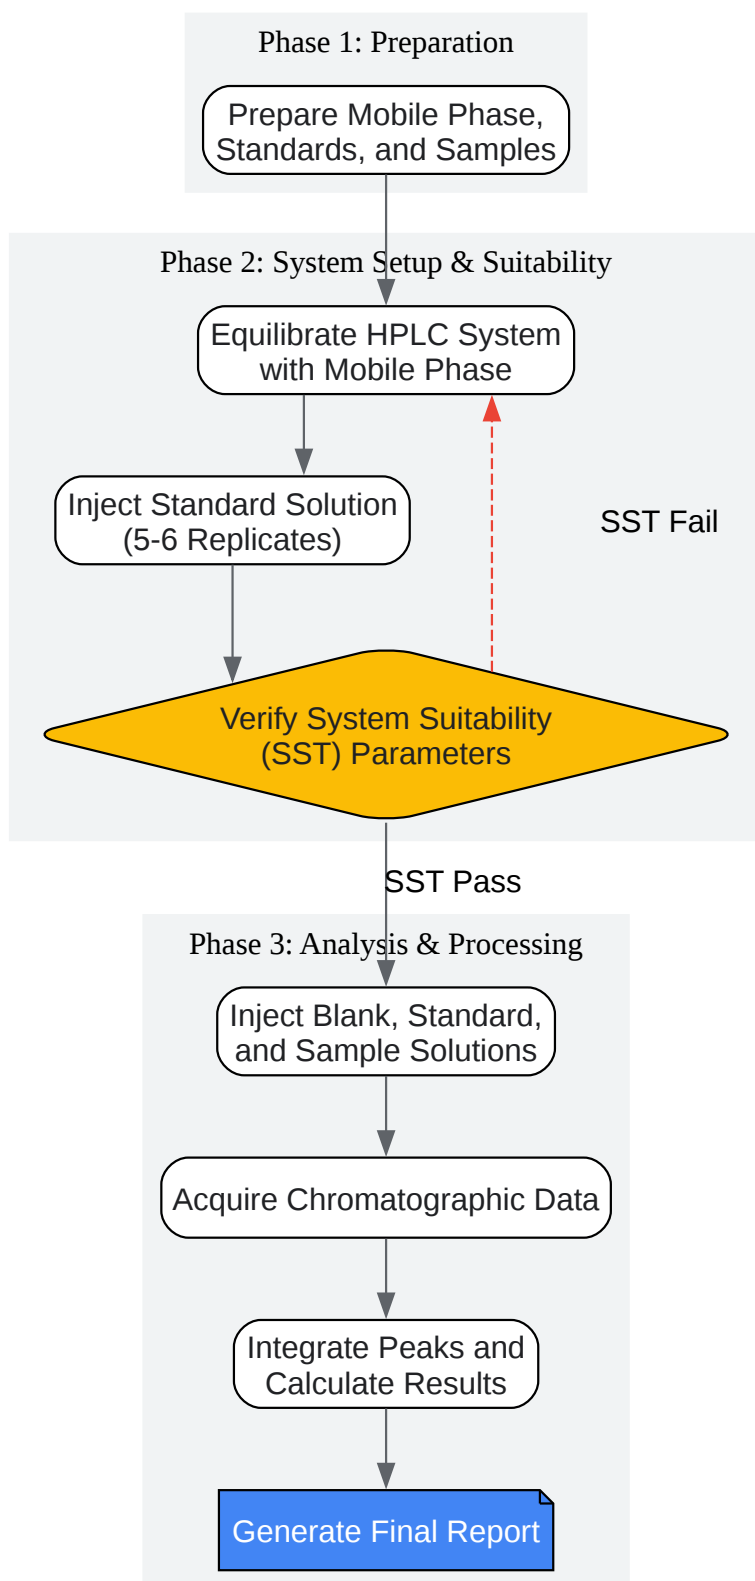 Phase 1: Preparation
Prepare Mobile Phase,
Standards, and Samples
Phase 2: System Setup & Suitability
Equilibrate HPLC System
with Mobile Phase
Inject Standard Solution
(5-6 Replicates)
SST Fail
Verify System Suitability
(SST) Parameters
SST Pass
Phase 3: Analysis & Processing
Inject Blank, Standard,
and Sample Solutions
Acquire Chromatographic Data
Integrate Peaks and
Calculate Results
Generate Final Report